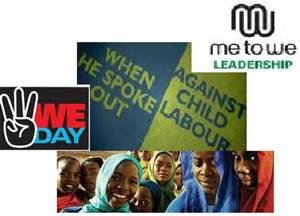 me to we
LEADERSHIP
WHEN
HE SPOKE
OUT
AGAINST
CHILD
LABOUR
WE
DAY